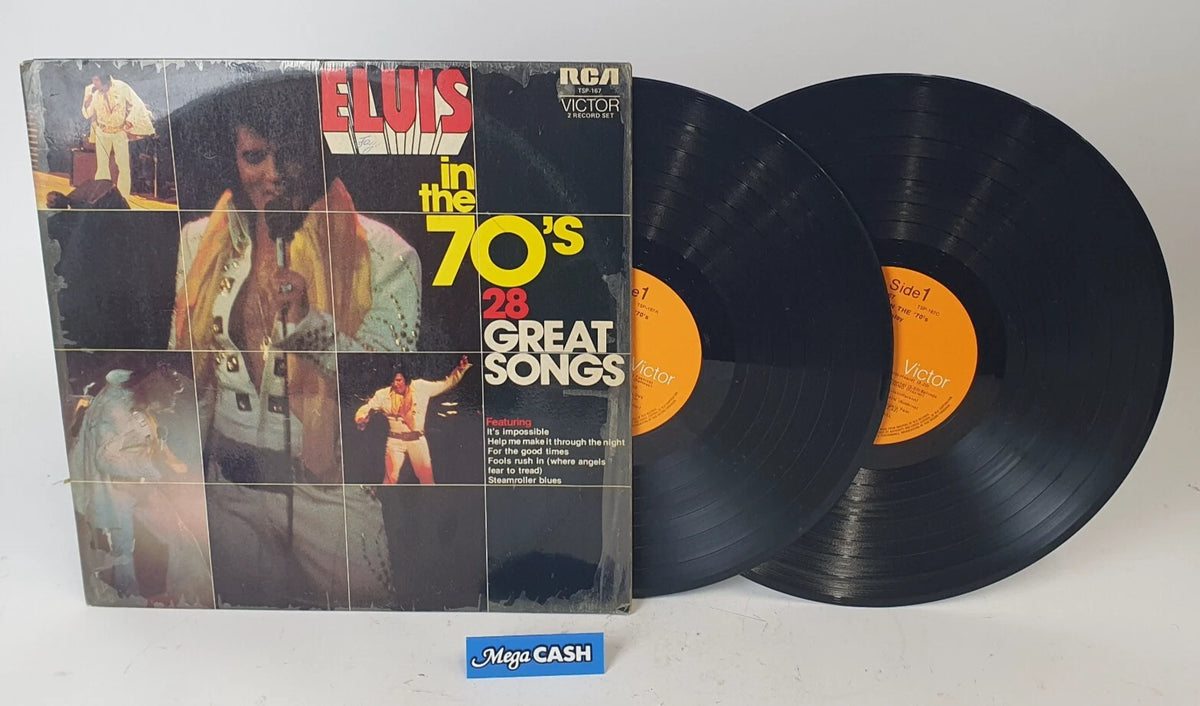 ELVIS
in
the
70's
28
GREAT
SONGS
RCA
TSP-167
VICTOR
2 RECORD SET
Featuring
It's impossible
Help me make it through the night
For the good times
Fools rush in (where angels
fear to tread)
Steamroller blues
e 1
'70's
Victor
Side 1
THE '70's
Victor
Mega CASH